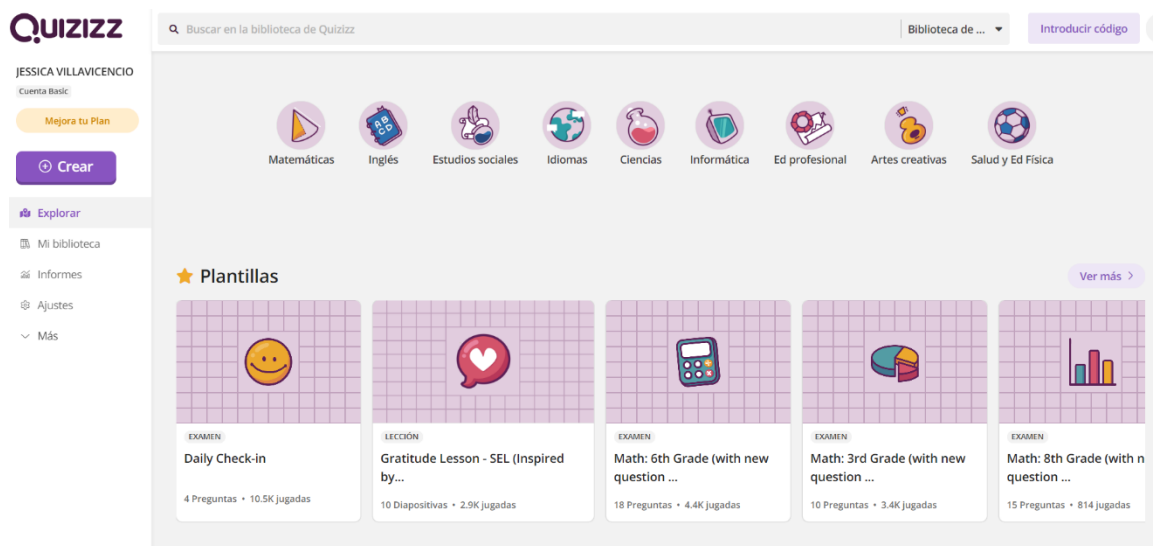 QUIZIZZ
Buscar en la biblioteca de Quizizz
Biblioteca de ...
Introducir código
JESSICA VILLAVICENCIO
Cuenta Basic
Mejora tu Plan
Crear
Explorar
Mi biblioteca
Informes
Ajustes
Más
Matemáticas
Inglés
Estudios sociales
Idiomas
Ciencias
Informática
Ed profesional
Artes creativas
Salud y Ed Física
Plantillas
Ver más
EXAMEN
Daily Check-in
4 Preguntas • 10.5K jugadas
LECCIÓN
Gratitude Lesson - SEL (Inspired
by...
10 Diapositivas • 2.9K jugadas
EXAMEN
Math: 6th Grade (with new
question ...
18 Preguntas • 4.4K jugadas
EXAMEN
Math: 3rd Grade (with new
question ...
10 Preguntas • 3.4K jugadas
EXAMEN
Math: 8th Grade (with n
question ...
15 Preguntas • 814 jugadas